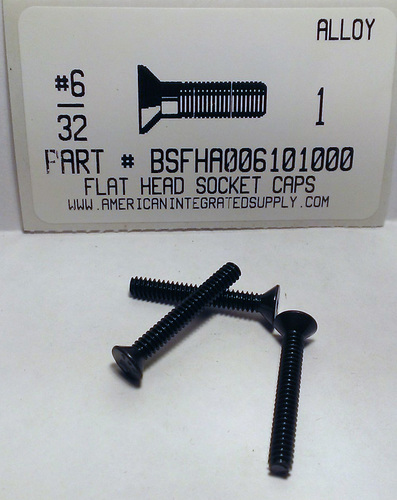 ALLOY
#6
32
1
PART # BSFHA006101000
FLAT HEAD SOCKET CAPS
WWW.AMERICANINTEGRATEDSUPPLY.COM